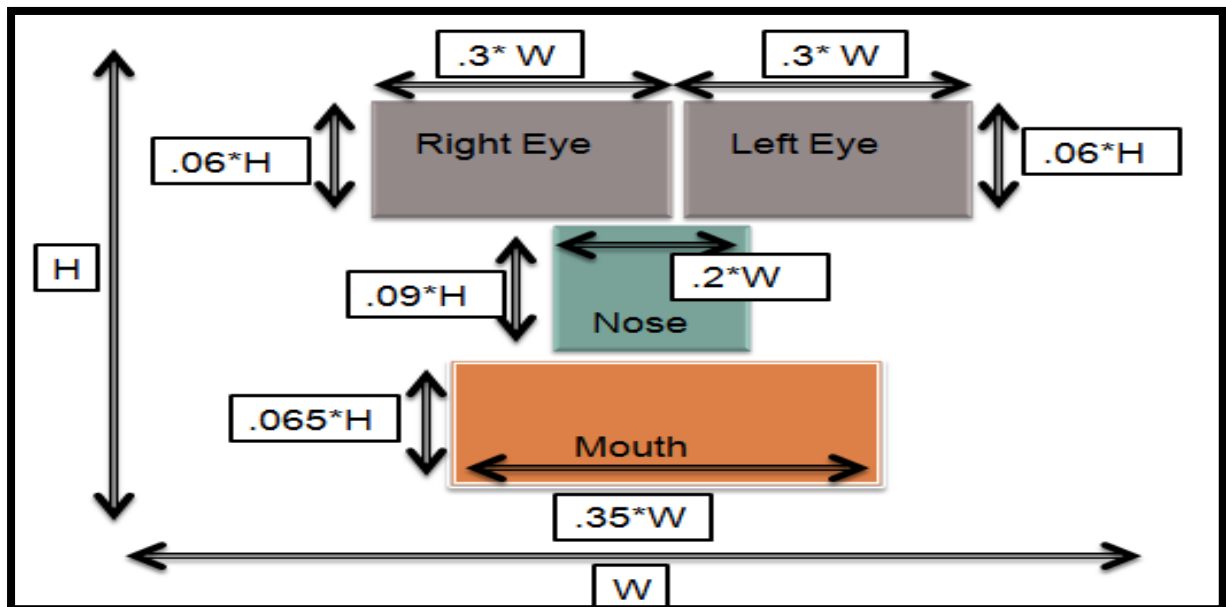 .3* W
.3* W
Right Eye
Left Eye
.06*H
.06*H
H
.09*H
.2*W
Nose
.065*H
Mouth
.35*W
W